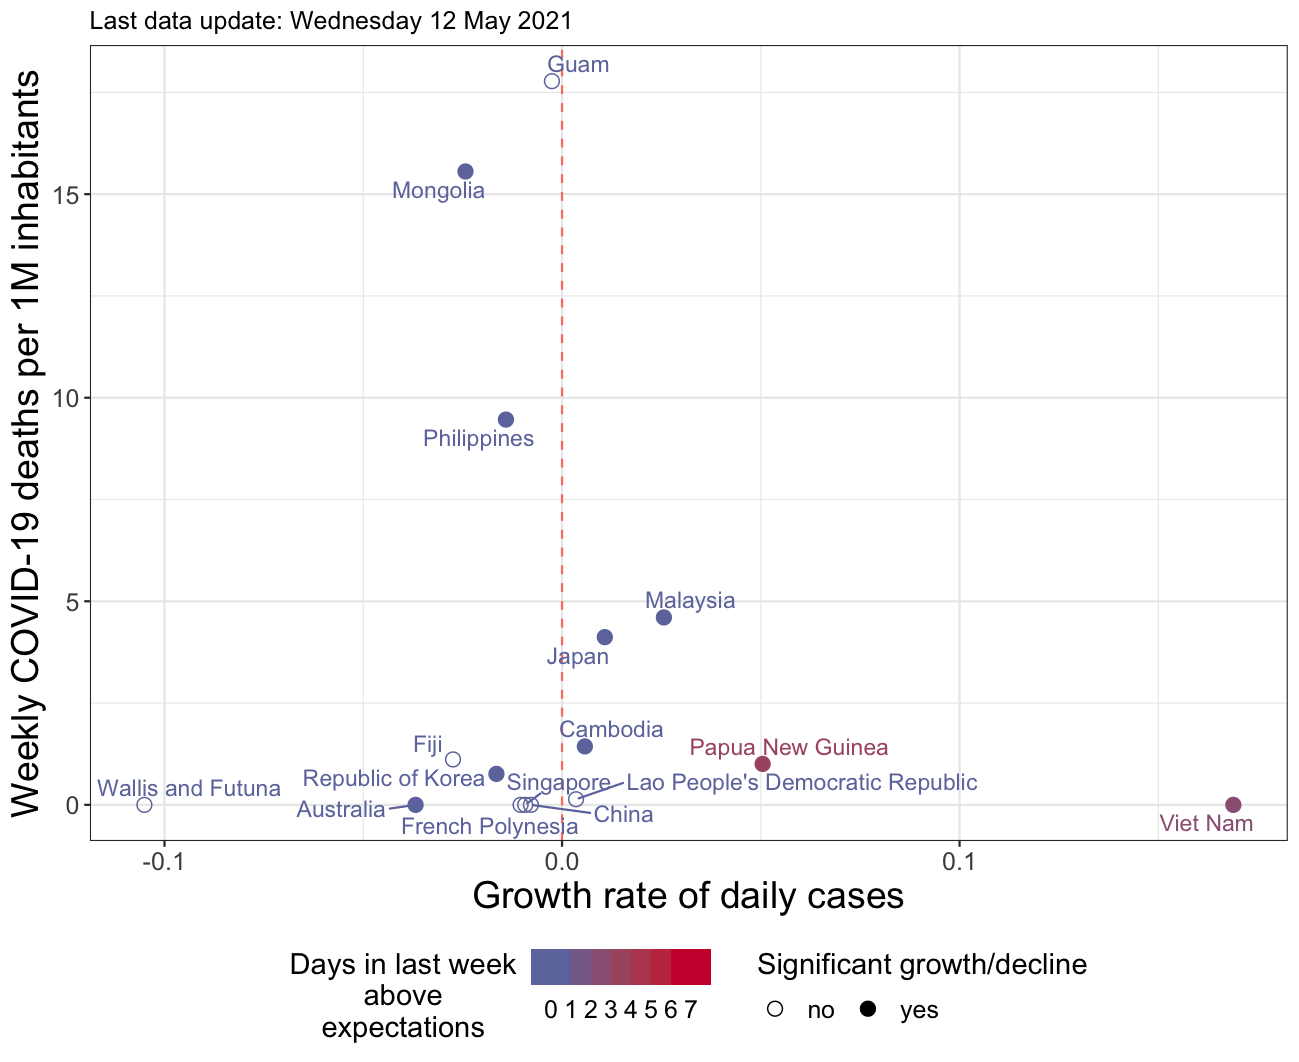 Last data update: Wednesday 12 May 2021
Weekly COVID-19 deaths per 1M inhabitants
15
10
5
0
Guam
Mongolia
Philippines
Malaysia
Japan
Cambodia
Fiji
Papua New Guinea
Republic of Korea
Singapore
Lao People's Democratic Republic
Wallis and Futuna
Australia
China
French Polynesia
Viet Nam
-0.1
0.0
0.1
Growth rate of daily cases
Days in last week
above
expectations
0 1 2 3 4 5 6 7
Significant growth/decline
no
yes